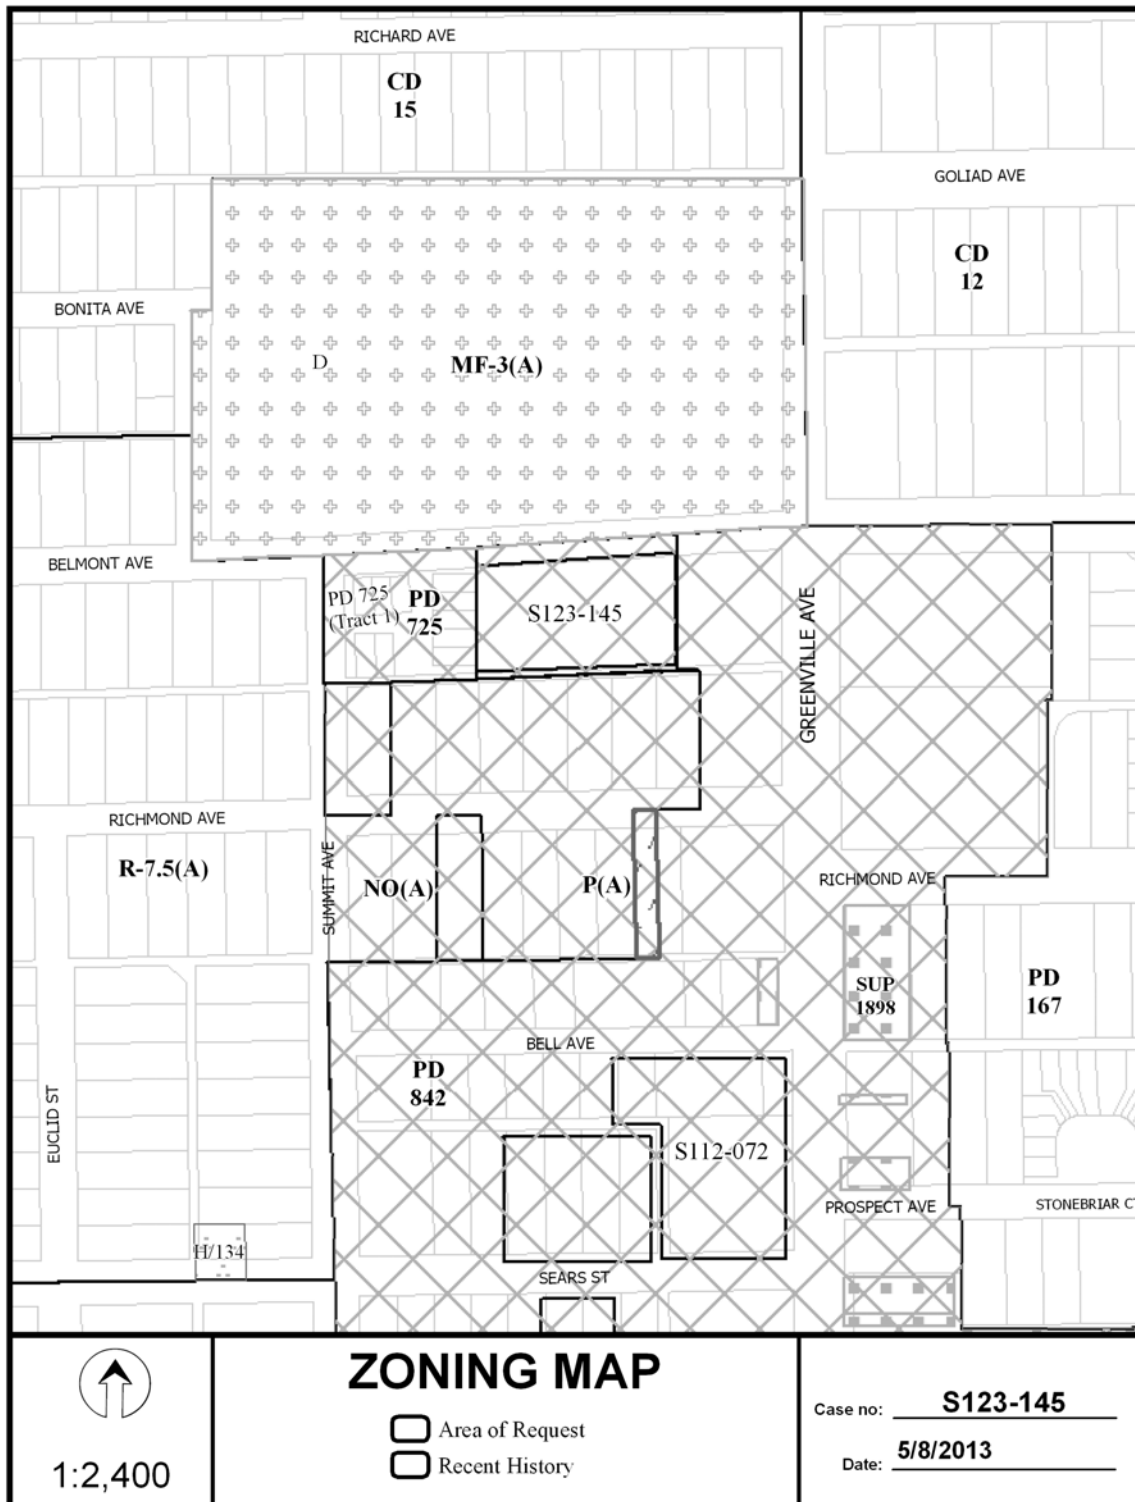 RICHARD AVE
CD
15
GOLIAD AVE
CD
12
BONITA AVE
D
MF-3(A)
BELMONT AVE
PD 725
(Tract 1)
PD
725
S123-145
GREENVILLE AVE
RICHMOND AVE
R-7.5(A)
SUMMIT AVE
NO(A)
P(A)
RICHMOND AVE
SUP
1898
PD
167
BELL AVE
PD
842
EUCLID ST
S112-072
PROSPECT AVE
STONEBRIAR C
H/134
SEARS ST
1:2,400
ZONING MAP
Area of Request
Recent History
Case no: S123-145
Date: 5/8/2013